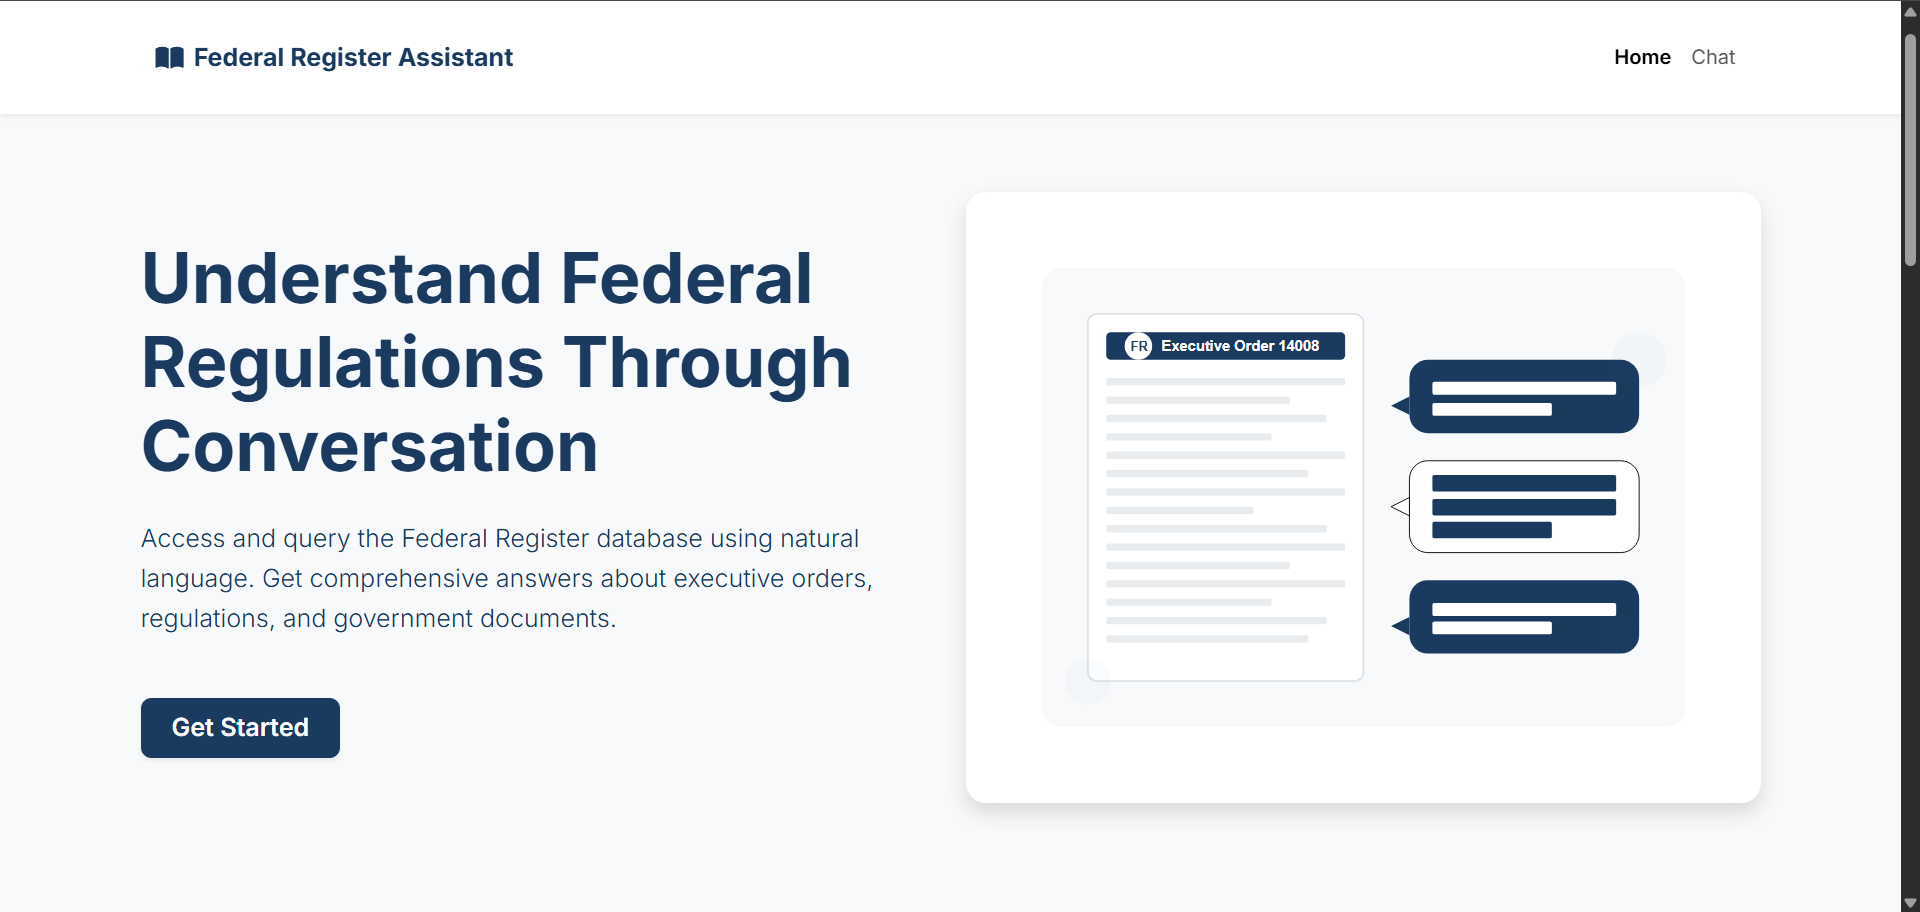 Federal Register Assistant
Home
Chat
Understand Federal
Regulations Through
Conversation
Access and query the Federal Register database using natural
language. Get comprehensive answers about executive orders,
regulations, and government documents.
Get Started
FR
Executive Order 14008